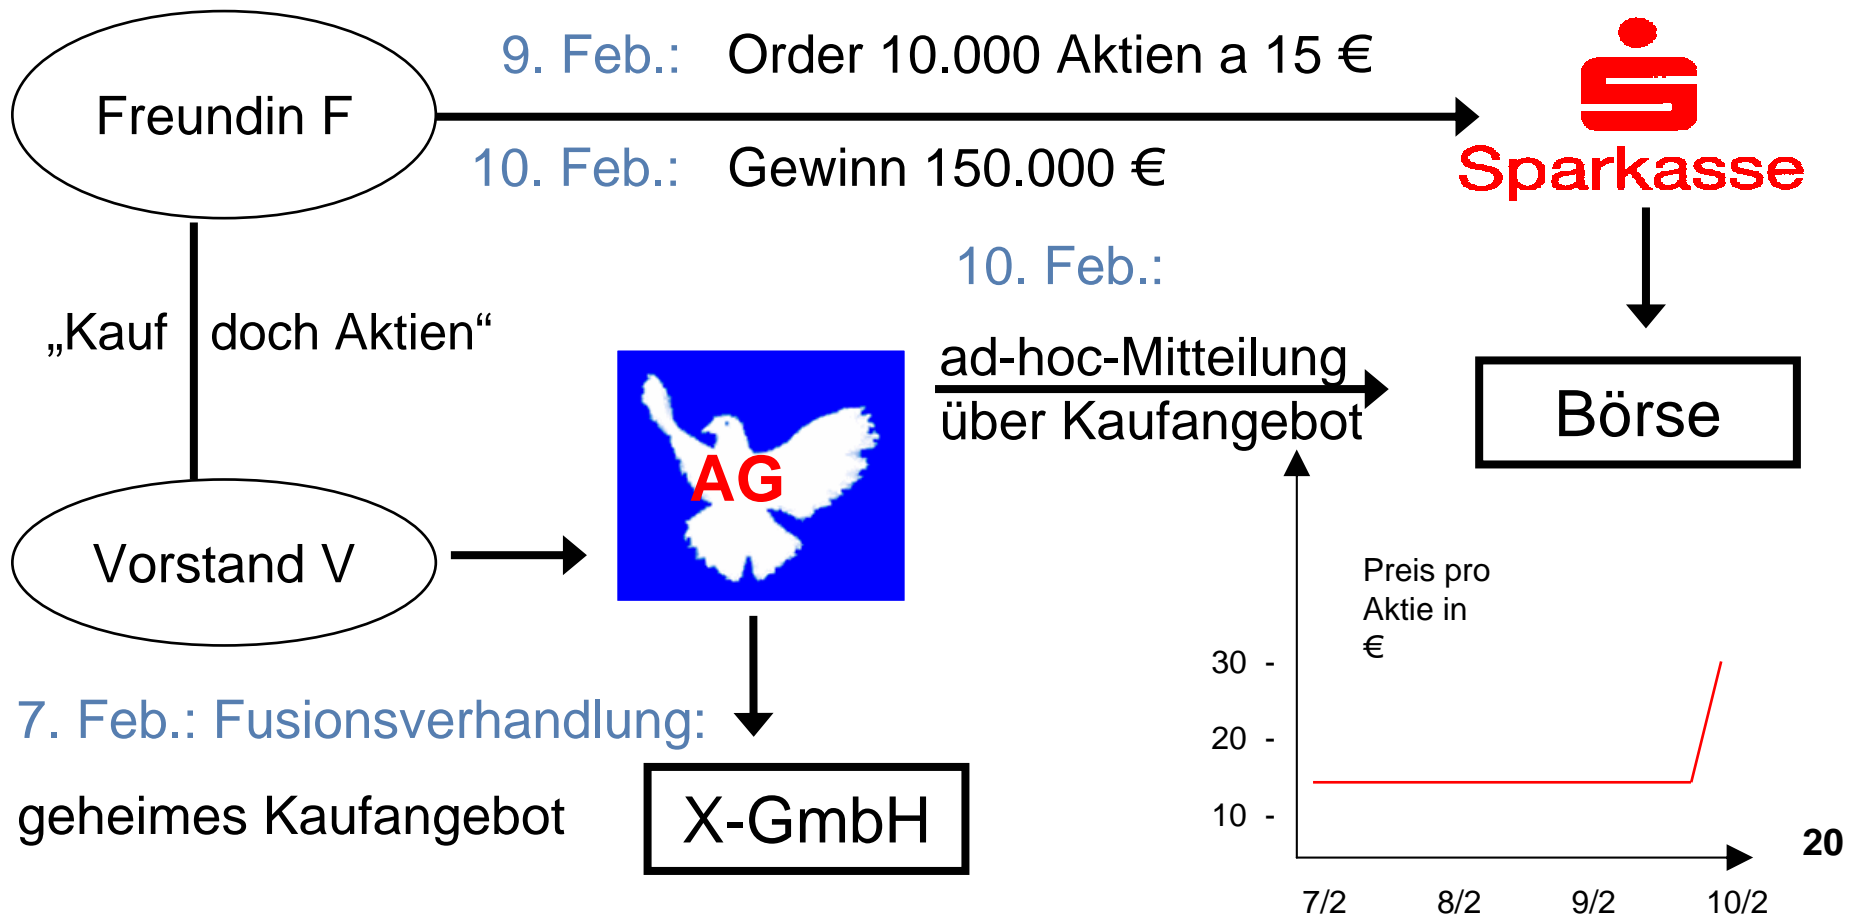 9. Feb.: Order 10.000 Aktien a 15 €
Freundin F
10. Feb.: Gewinn 150.000 €
Sparkasse
„Kauf doch Aktien“
10. Feb.:
ad-hoc-Mitteilung
über Kaufangebot
Börse
AG
Vorstand V
7. Feb.: Fusionsverhandlung:
geheimes Kaufangebot
X-GmbH
Preis pro
Aktie in
€
30 -
20 -
10 -
7/2 8/2 9/2 10/2
20